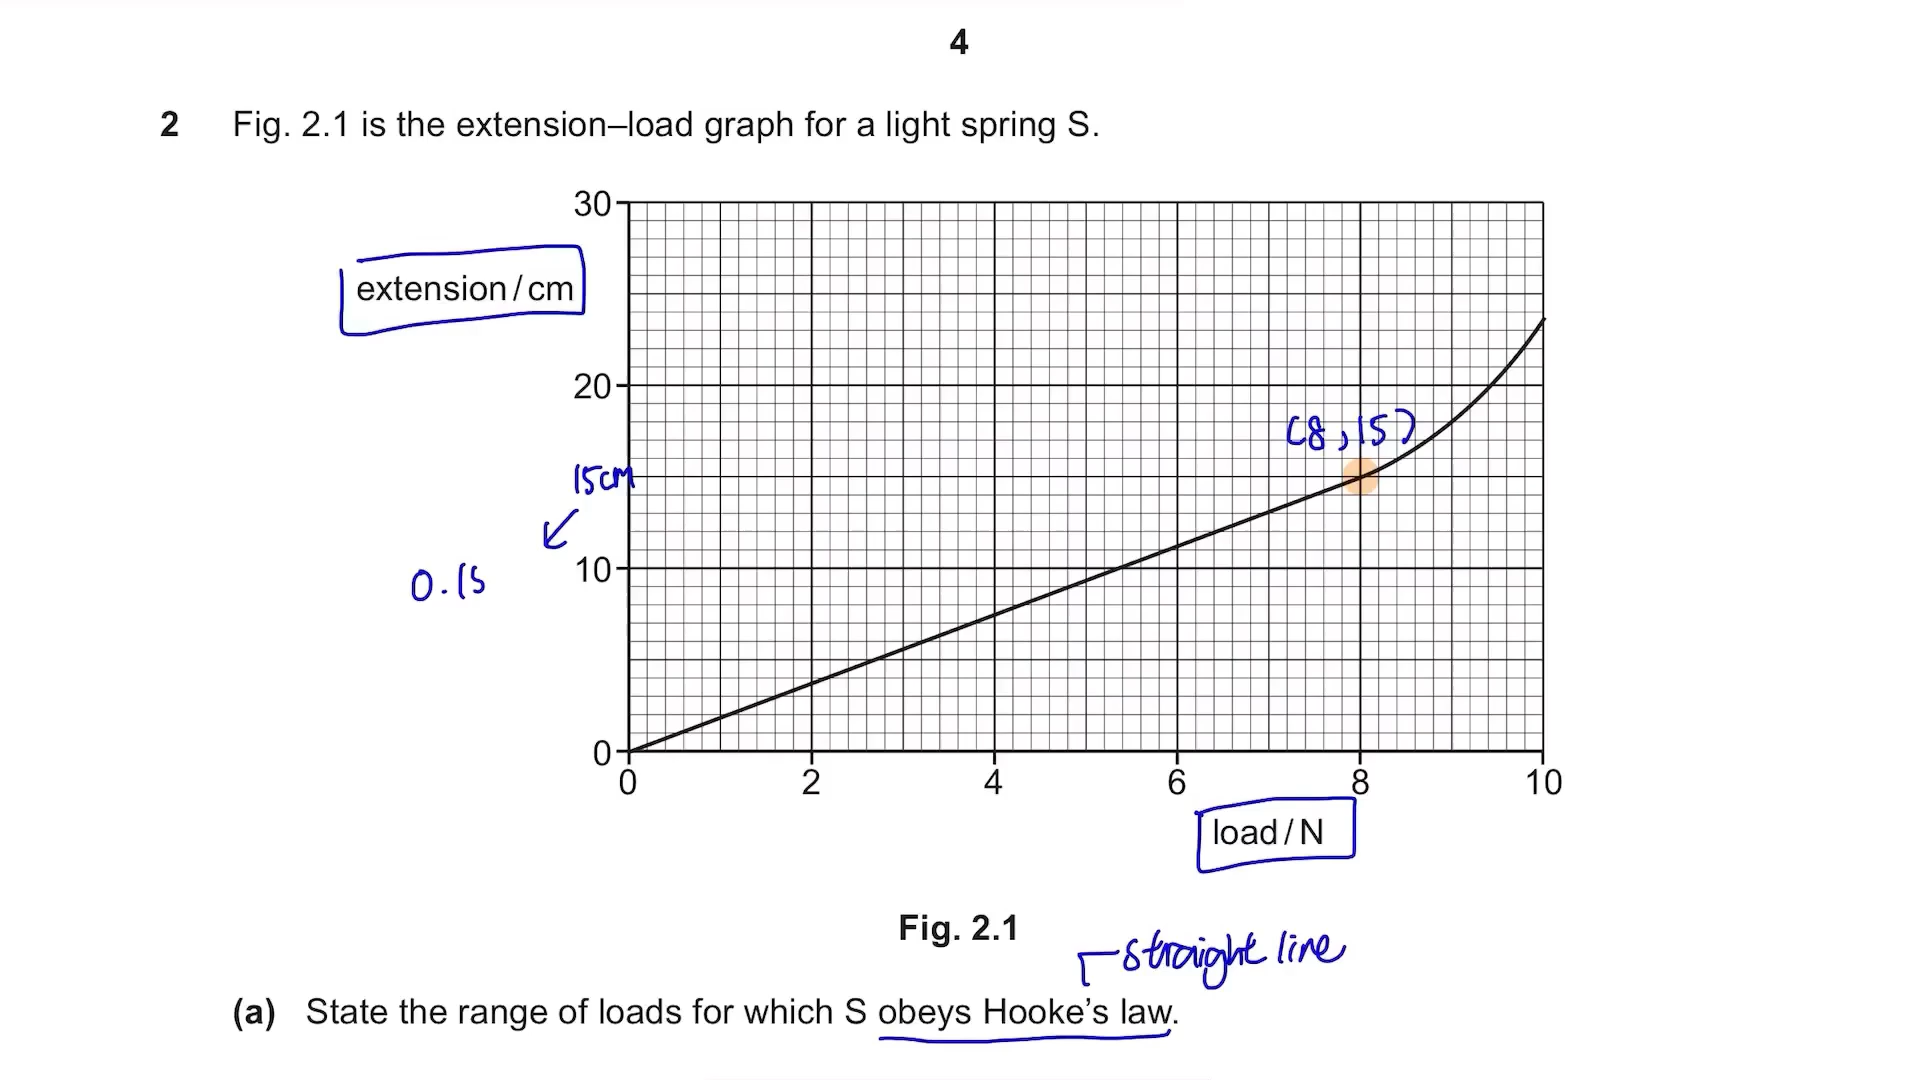 4
2 Fig. 2.1 is the extension–load graph for a light spring S.
30
extension / cm
20
(8, 15)
15cm
10
0.15
0
0 2 4 6 8 10
load / N
Fig. 2.1
straight line
(a) State the range of loads for which S obeys Hooke’s law.